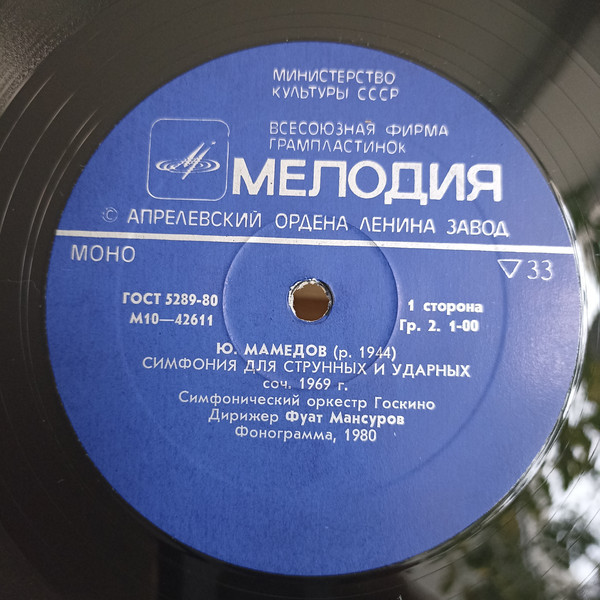 МИНИСТЕРСТВО
КУЛЬТУРЫ СССР
ВСЕСОЮЗНАЯ ФИРМА
ГРАМПЛАСТИНОК
МЕЛОДИЯ
© АПРЕЛЕВСКИЙ ОРДЕНА ЛЕНИНА ЗАВОД
МОНО
▽33
ГОСТ 5289-80
М10—42611
1 сторона
Гр. 2. 1-00
Ю. МАМЕДОВ (р. 1944)
СИМФОНИЯ ДЛЯ СТРУННЫХ И УДАРНЫХ
соч. 1969 г.
Симфонический оркестр Госкино
Дирижер Фуат Мансуров
Фонограмма, 1980